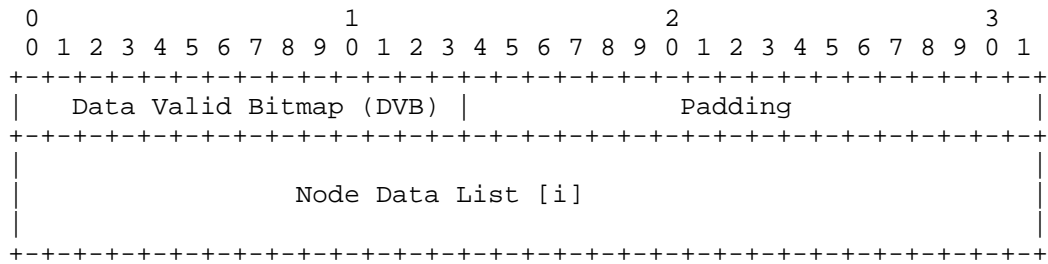 0                   1                   2                   3
 0 1 2 3 4 5 6 7 8 9 0 1 2 3 4 5 6 7 8 9 0 1 2 3 4 5 6 7 8 9 0 1
+-+-+-+-+-+-+-+-+-+-+-+-+-+-+-+-+-+-+-+-+-+-+-+-+-+-+-+-+-+-+-+-+
|   Data Valid Bitmap (DVB) |             Padding               |
+-+-+-+-+-+-+-+-+-+-+-+-+-+-+-+-+-+-+-+-+-+-+-+-+-+-+-+-+-+-+-+-+
|                                                               |
|                 Node Data List [i]                            |
|                                                               |
+-+-+-+-+-+-+-+-+-+-+-+-+-+-+-+-+-+-+-+-+-+-+-+-+-+-+-+-+-+-+-+-+